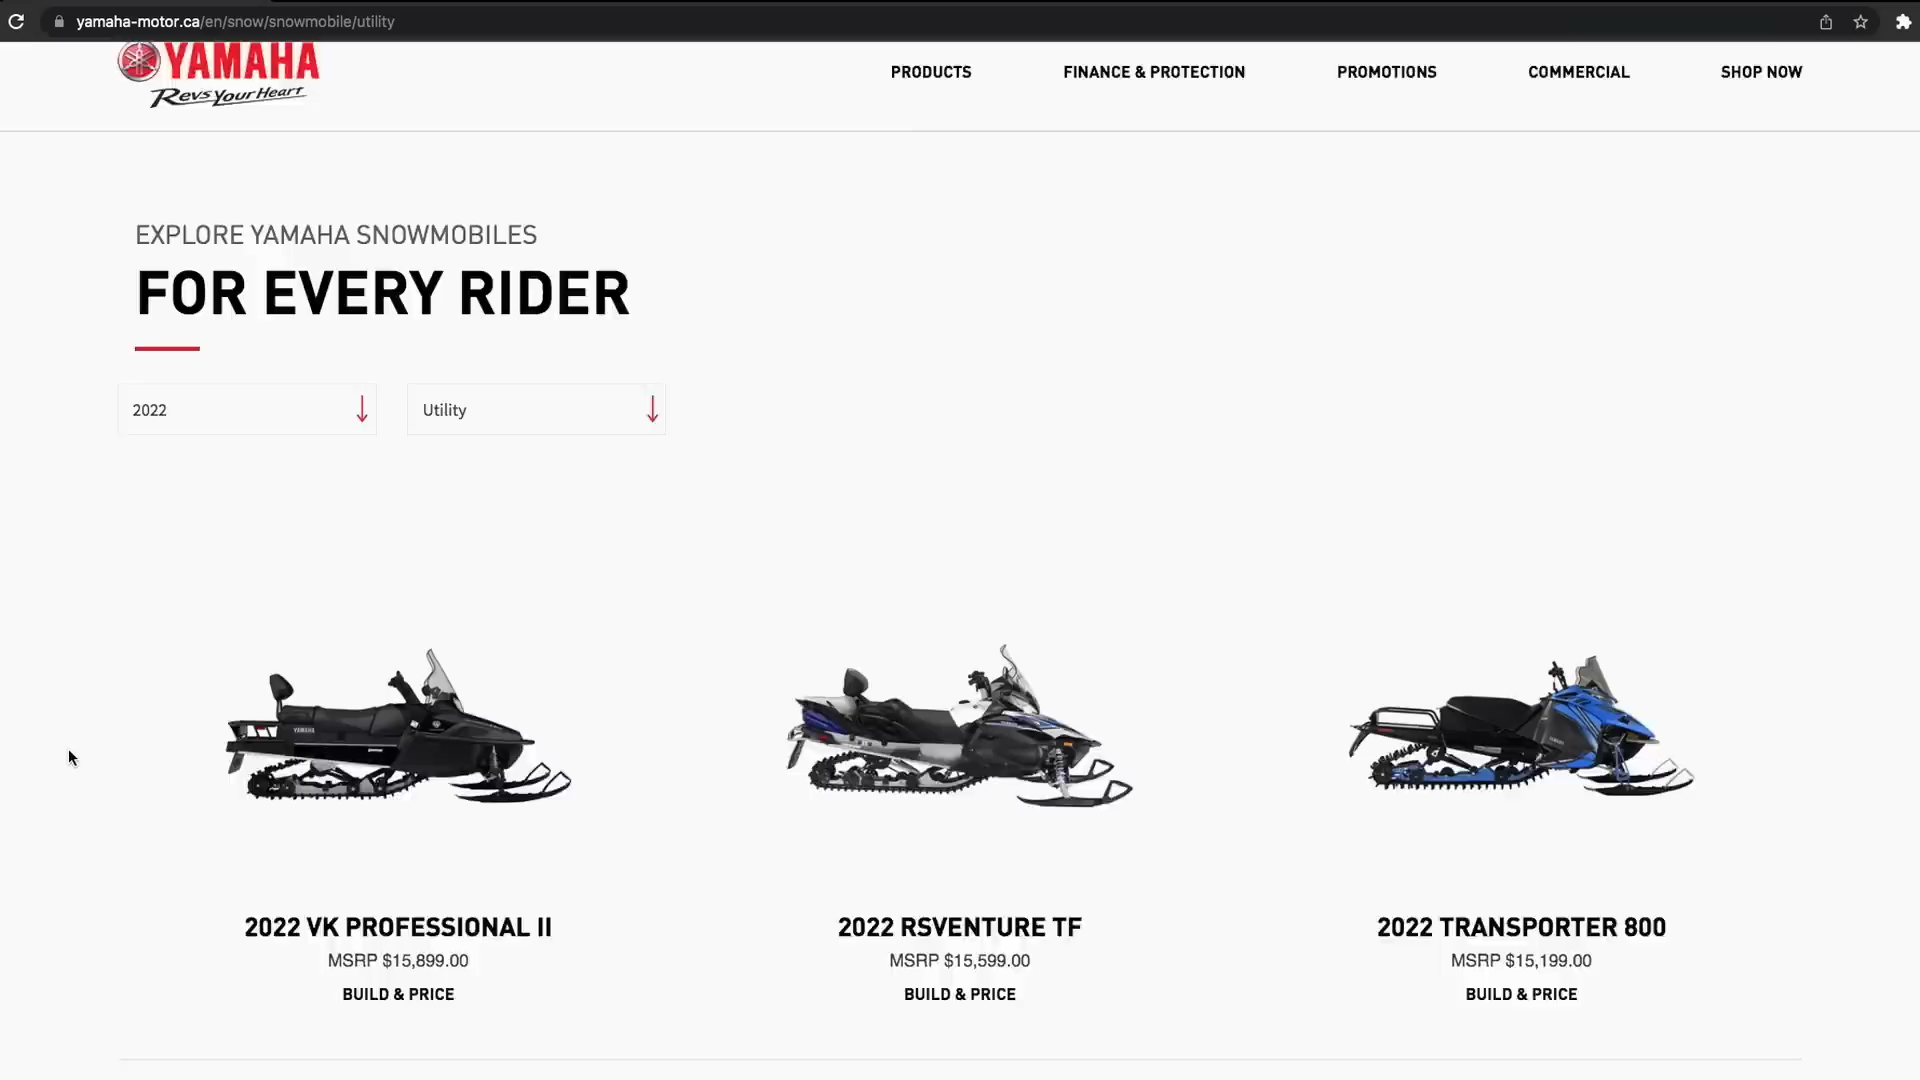 yamaha-motor.ca/en/snow/snowmobile/utility
YAMAHA
Revs Your Heart
PRODUCTS
FINANCE & PROTECTION
PROMOTIONS
COMMERCIAL
SHOP NOW
EXPLORE YAMAHA SNOWMOBILES
FOR EVERY RIDER
2022
Utility
YAMAHA
2022 VK PROFESSIONAL II
MSRP $15,899.00
BUILD & PRICE
2022 RSVENTURE TF
MSRP $15,599.00
BUILD & PRICE
2022 TRANSPORTER 800
MSRP $15,199.00
BUILD & PRICE